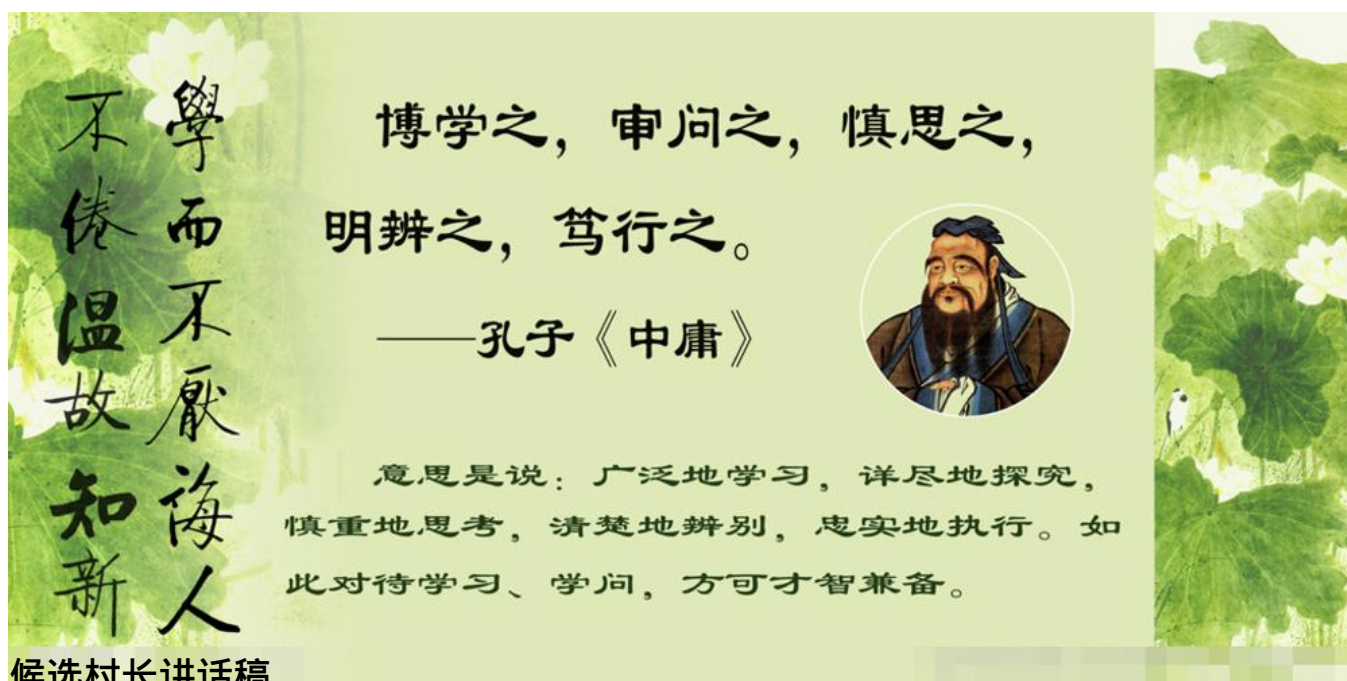 學而不厭誨人
不倦温故知新
博学之，审问之，慎思之，
明辨之，笃行之。
——孔子《中庸》
意思是说：广泛地学习，详尽地探究，
慎重地思考，清楚地辨别，忠实地执行。如
此对待学习、学问，方可才智兼备。
候选村长讲话稿